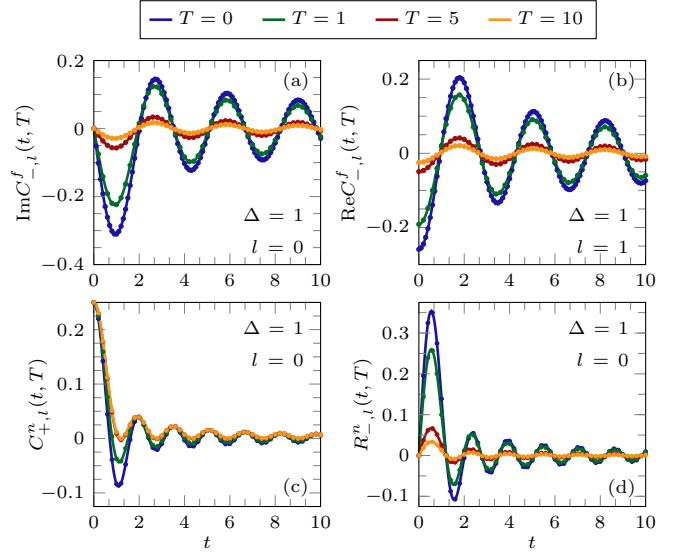 T = 0 T = 1 T = 5 T = 10
(a)
ImC^f_{−,l}(t, T)
0.2
0
−0.2
−0.4
Δ = 1
l = 0
0 2 4 6 8 10
(b)
ReC^f_{−,l}(t, T)
0.2
0
−0.2
Δ = 1
l = 1
0 2 4 6 8 10
C^n_{+,l}(t, T)
0.2
0.1
0
−0.1
Δ = 1
l = 0
(c)
0 2 4 6 8 10
t
R^n_{−,l}(t, T)
0.3
0.2
0.1
0
−0.1
Δ = 1
l = 0
(d)
0 2 4 6 8 10
t